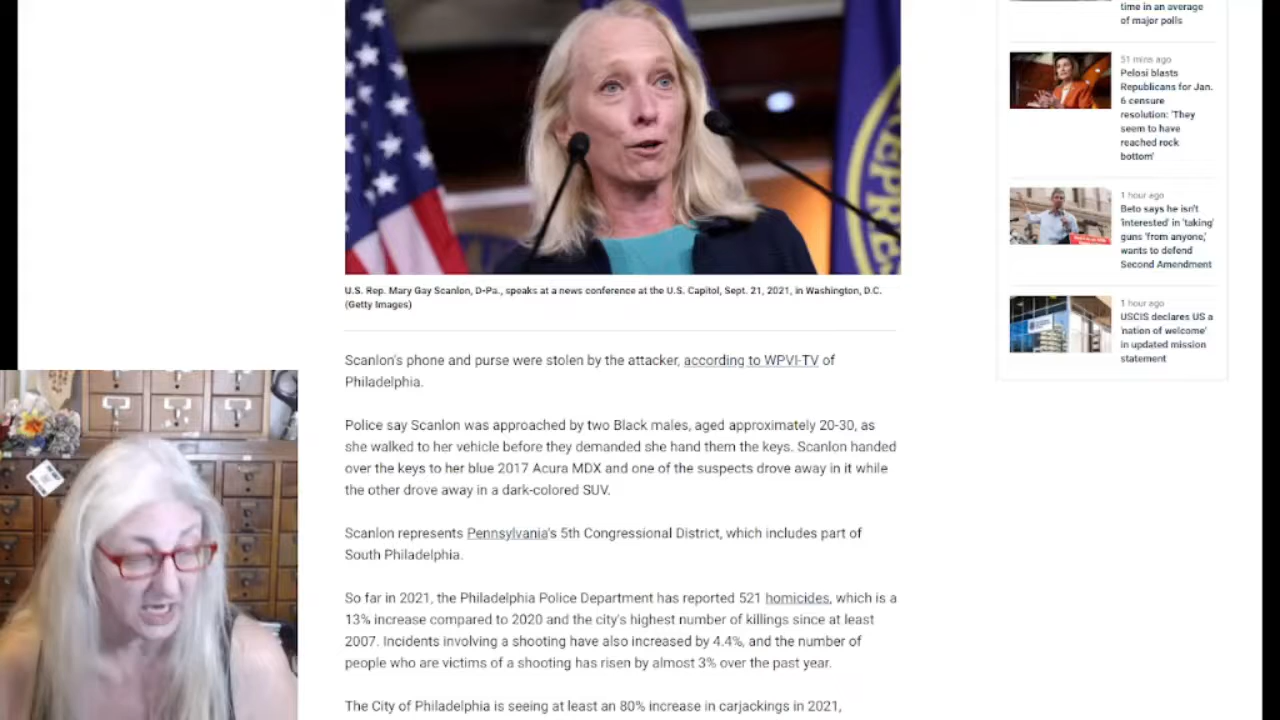 U.S. Rep. Mary Gay Scanlon, D-Pa., speaks at a news conference at the U.S. Capitol, Sept. 21, 2021, in Washington, D.C.
(Getty Images)
Scanlon's phone and purse were stolen by the attacker, according to WPVI-TV of
Philadelphia.
Police say Scanlon was approached by two Black males, aged approximately 20-30, as
she walked to her vehicle before they demanded she hand them the keys. Scanlon handed
over the keys to her blue 2017 Acura MDX and one of the suspects drove away in it while
the other drove away in a dark-colored SUV.
Scanlon represents Pennsylvania's 5th Congressional District, which includes part of
South Philadelphia.
So far in 2021, the Philadelphia Police Department has reported 521 homicides, which is a
13% increase compared to 2020 and the city's highest number of killings since at least
2007. Incidents involving a shooting have also increased by 4.4%, and the number of
people who are victims of a shooting has risen by almost 3% over the past year.
The City of Philadelphia is seeing at least an 80% increase in carjackings in 2021,
time in an average
of major polls
51 mins ago
Pelosi blasts
Republicans for Jan.
6 censure
resolution: 'They
seem to have
reached rock
bottom'
1 hour ago
Beto says he isn't
'interested' in 'taking'
guns 'from anyone,'
wants to defend
Second Amendment
1 hour ago
USCIS declares US a
'nation of welcome'
in updated mission
statement